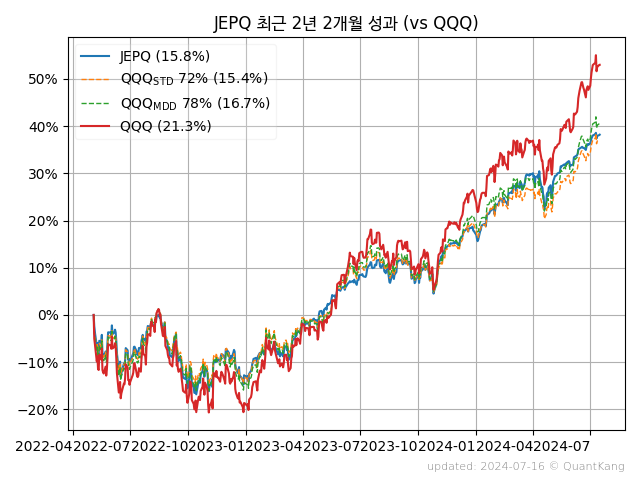 JEPQ 최근 2년 2개월 성과 (vs QQQ)
JEPQ (15.8%)
QQQSTD 72% (15.4%)
QQQMDD 78% (16.7%)
QQQ (21.3%)
50%
40%
30%
20%
10%
0%
−10%
−20%
2022-04 2022-07 2022-10 2023-01 2023-04 2023-07 2023-10 2024-01 2024-04 2024-07
updated: 2024-07-16 © QuantKang